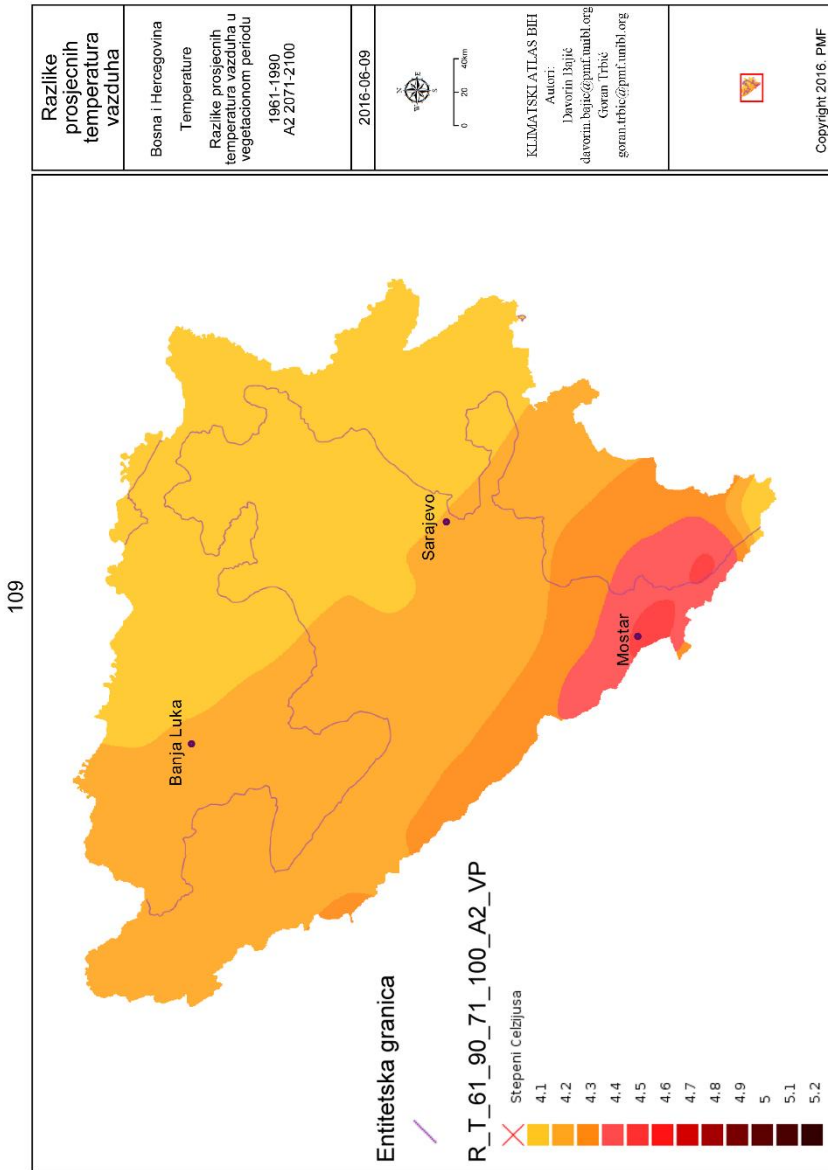 109
Razlike
prosjecnih
temperatura
vazduha
Bosna i Hercegovina
Temperature
Razlike prosjecnih
temperatura vazduha u
vegetacionom periodu
1961-1990
A2 2071-2100
2016-06-09
N
W E
S
0 20 40km
KLIMATSKI ATLAS BIH
Autori:
Davorin Bajić
davorin.bajic@pmf.unibl.org
Goran Trbić
goran.trbic@pmf.unibl.org
Copyright 2016. PMF
Banja Luka
Sarajevo
Mostar
Entitetska granica
R_T_61_90_71_100_A2_VP
Stepeni Celzijusa
4.1
4.2
4.3
4.4
4.5
4.6
4.7
4.8
4.9
5
5.1
5.2